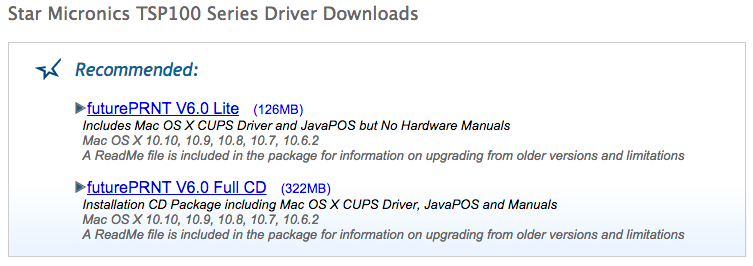 Star Micronics TSP100 Series Driver Downloads
Recommended:
futurePRNT V6.0 Lite (126MB)
Includes Mac OS X CUPS Driver and JavaPOS but No Hardware Manuals
Mac OS X 10.10, 10.9, 10.8, 10.7, 10.6.2
A ReadMe file is included in the package for information on upgrading from older versions and limitations
futurePRNT V6.0 Full CD (322MB)
Installation CD Package including Mac OS X CUPS Driver, JavaPOS and Manuals
Mac OS X 10.10, 10.9, 10.8, 10.7, 10.6.2
A ReadMe file is included in the package for information on upgrading from older versions and limitations